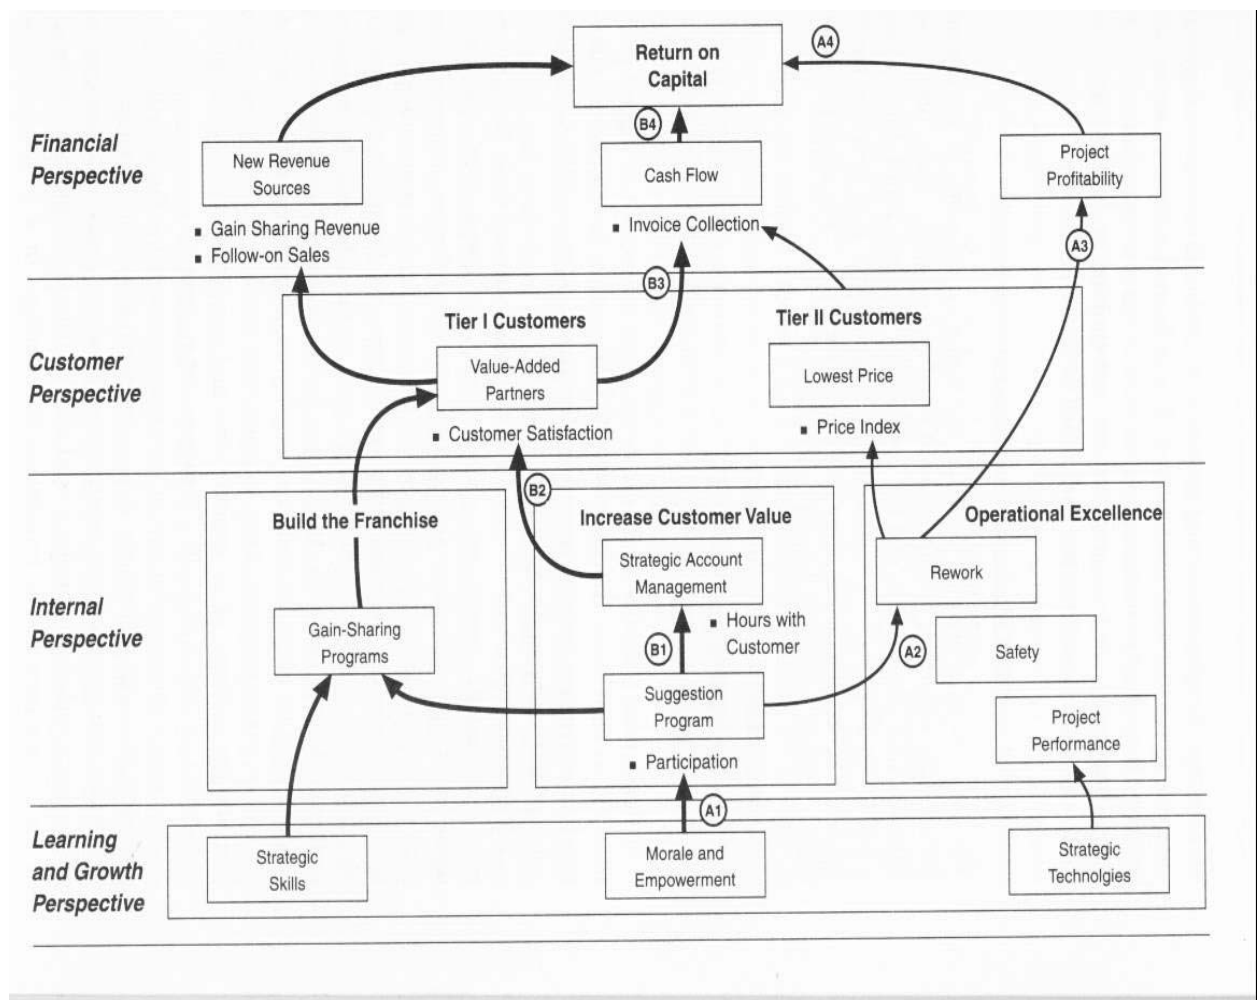 Return on
Capital
A4
B4
Financial
Perspective
New Revenue
Sources
Cash Flow
Project
Profitability
▪ Gain Sharing Revenue
▪ Follow-on Sales
▪ Invoice Collection
A3
B3
Customer
Perspective
Tier I Customers
Value-Added
Partners
▪ Customer Satisfaction
Tier II Customers
Lowest Price
▪ Price Index
B2
Internal
Perspective
Build the Franchise
Gain-Sharing
Programs
Increase Customer Value
Strategic Account
Management
▪ Hours with
Customer
B1
Suggestion
Program
▪ Participation
Operational Excellence
Rework
A2
Safety
Project
Performance
A1
Learning
and Growth
Perspective
Strategic
Skills
Morale and
Empowerment
Strategic
Technolgies